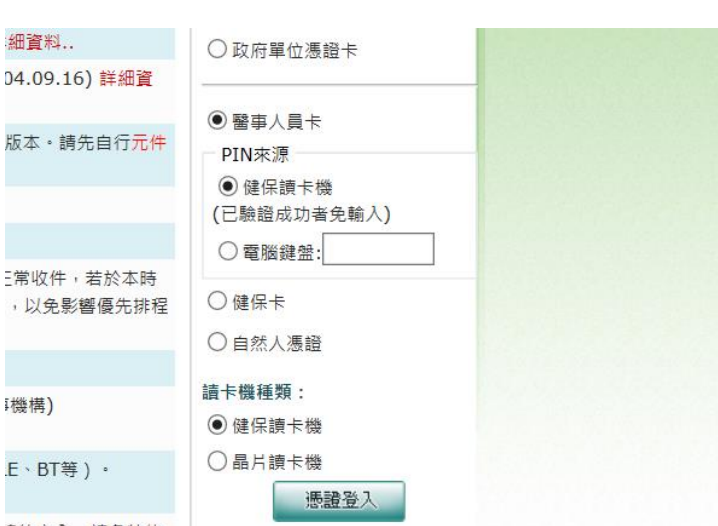 細資料..
04.09.16) 詳細資
版本。請先自行元件
正常收件，若於本時
，以免影響優先排程
事機構)
LE、BT等）。
政府單位憑證卡
醫事人員卡
PIN來源
健保讀卡機
(已驗證成功者免輸入)
電腦鍵盤:
健保卡
自然人憑證
讀卡機種類：
健保讀卡機
晶片讀卡機
憑證登入